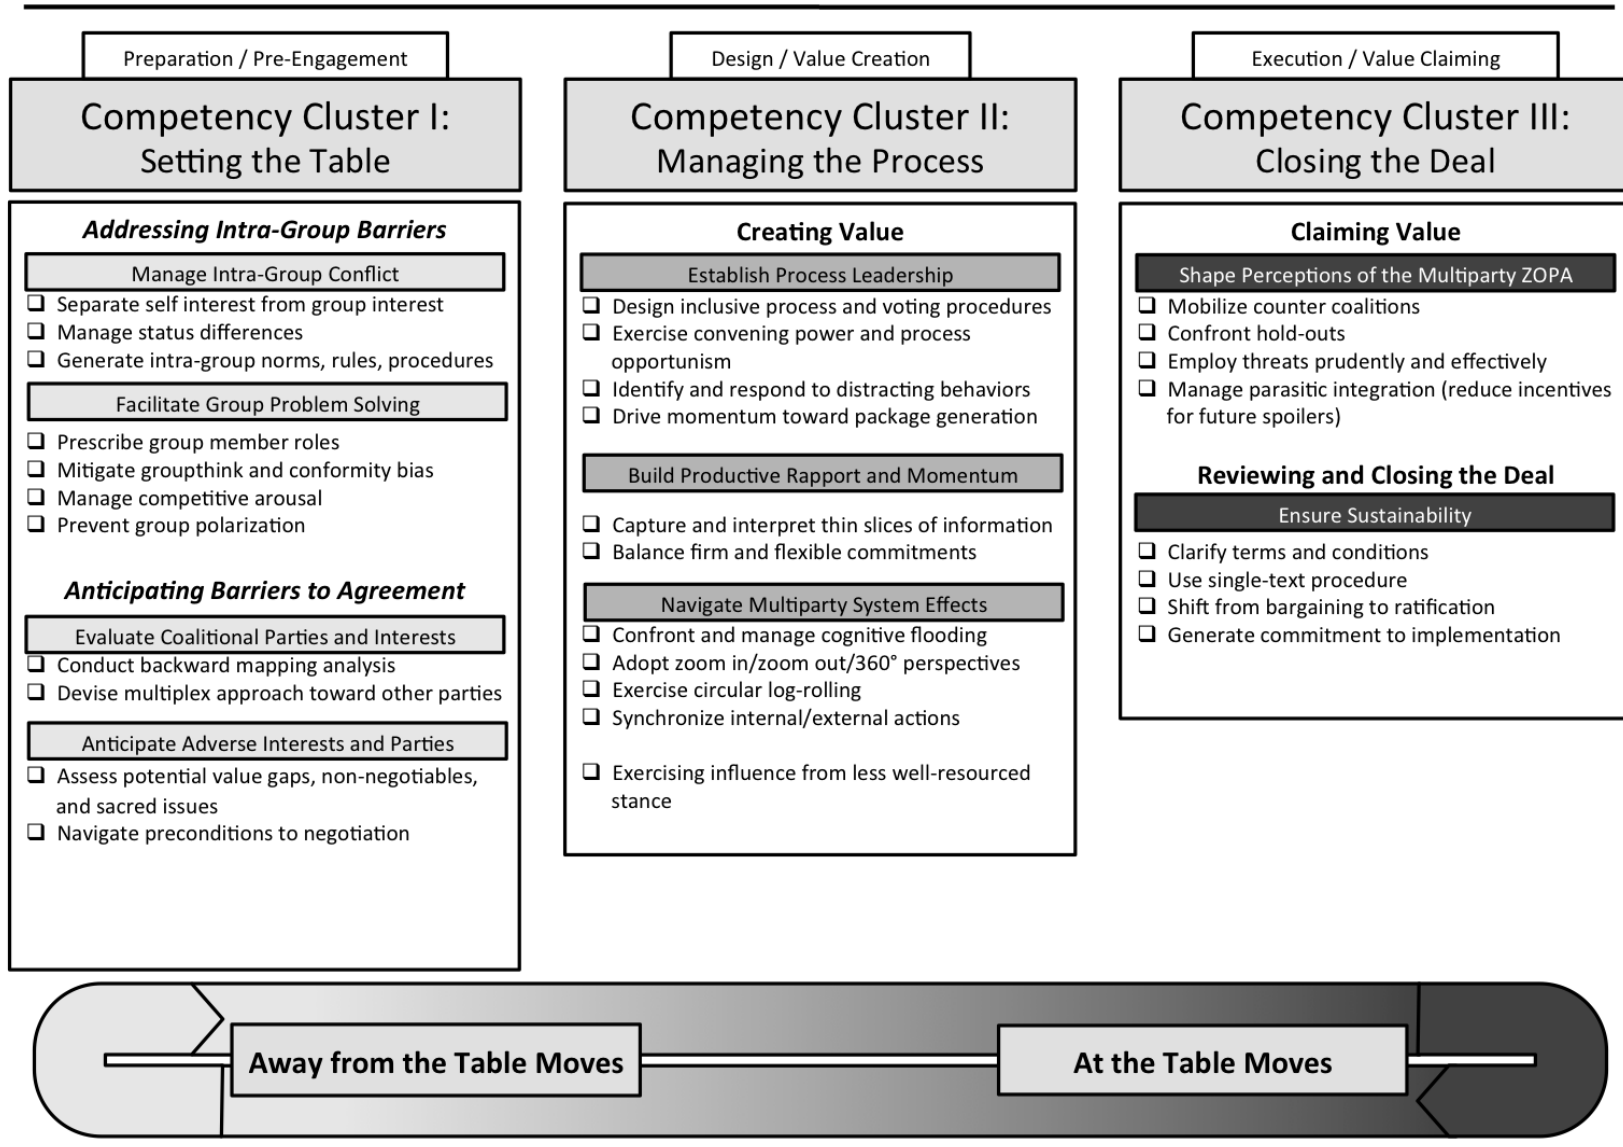 Preparation / Pre-Engagement
Competency Cluster I:
Setting the Table
Addressing Intra-Group Barriers
Manage Intra-Group Conflict
❑ Separate self interest from group interest
❑ Manage status differences
❑ Generate intra-group norms, rules, procedures
Facilitate Group Problem Solving
❑ Prescribe group member roles
❑ Mitigate groupthink and conformity bias
❑ Manage competitive arousal
❑ Prevent group polarization
Anticipating Barriers to Agreement
Evaluate Coalitional Parties and Interests
❑ Conduct backward mapping analysis
❑ Devise multiplex approach toward other parties
Anticipate Adverse Interests and Parties
❑ Assess potential value gaps, non-negotiables,
and sacred issues
❑ Navigate preconditions to negotiation
Design / Value Creation
Competency Cluster II:
Managing the Process
Creating Value
Establish Process Leadership
❑ Design inclusive process and voting procedures
❑ Exercise convening power and process
opportunism
❑ Identify and respond to distracting behaviors
❑ Drive momentum toward package generation
Build Productive Rapport and Momentum
❑ Capture and interpret thin slices of information
❑ Balance firm and flexible commitments
Navigate Multiparty System Effects
❑ Confront and manage cognitive flooding
❑ Adopt zoom in/zoom out/360° perspectives
❑ Exercise circular log-rolling
❑ Synchronize internal/external actions
❑ Exercising influence from less well-resourced
stance
Execution / Value Claiming
Competency Cluster III:
Closing the Deal
Claiming Value
Shape Perceptions of the Multiparty ZOPA
❑ Mobilize counter coalitions
❑ Confront hold-outs
❑ Employ threats prudently and effectively
❑ Manage parasitic integration (reduce incentives
for future spoilers)
Reviewing and Closing the Deal
Ensure Sustainability
❑ Clarify terms and conditions
❑ Use single-text procedure
❑ Shift from bargaining to ratification
❑ Generate commitment to implementation
Away from the Table Moves
At the Table Moves